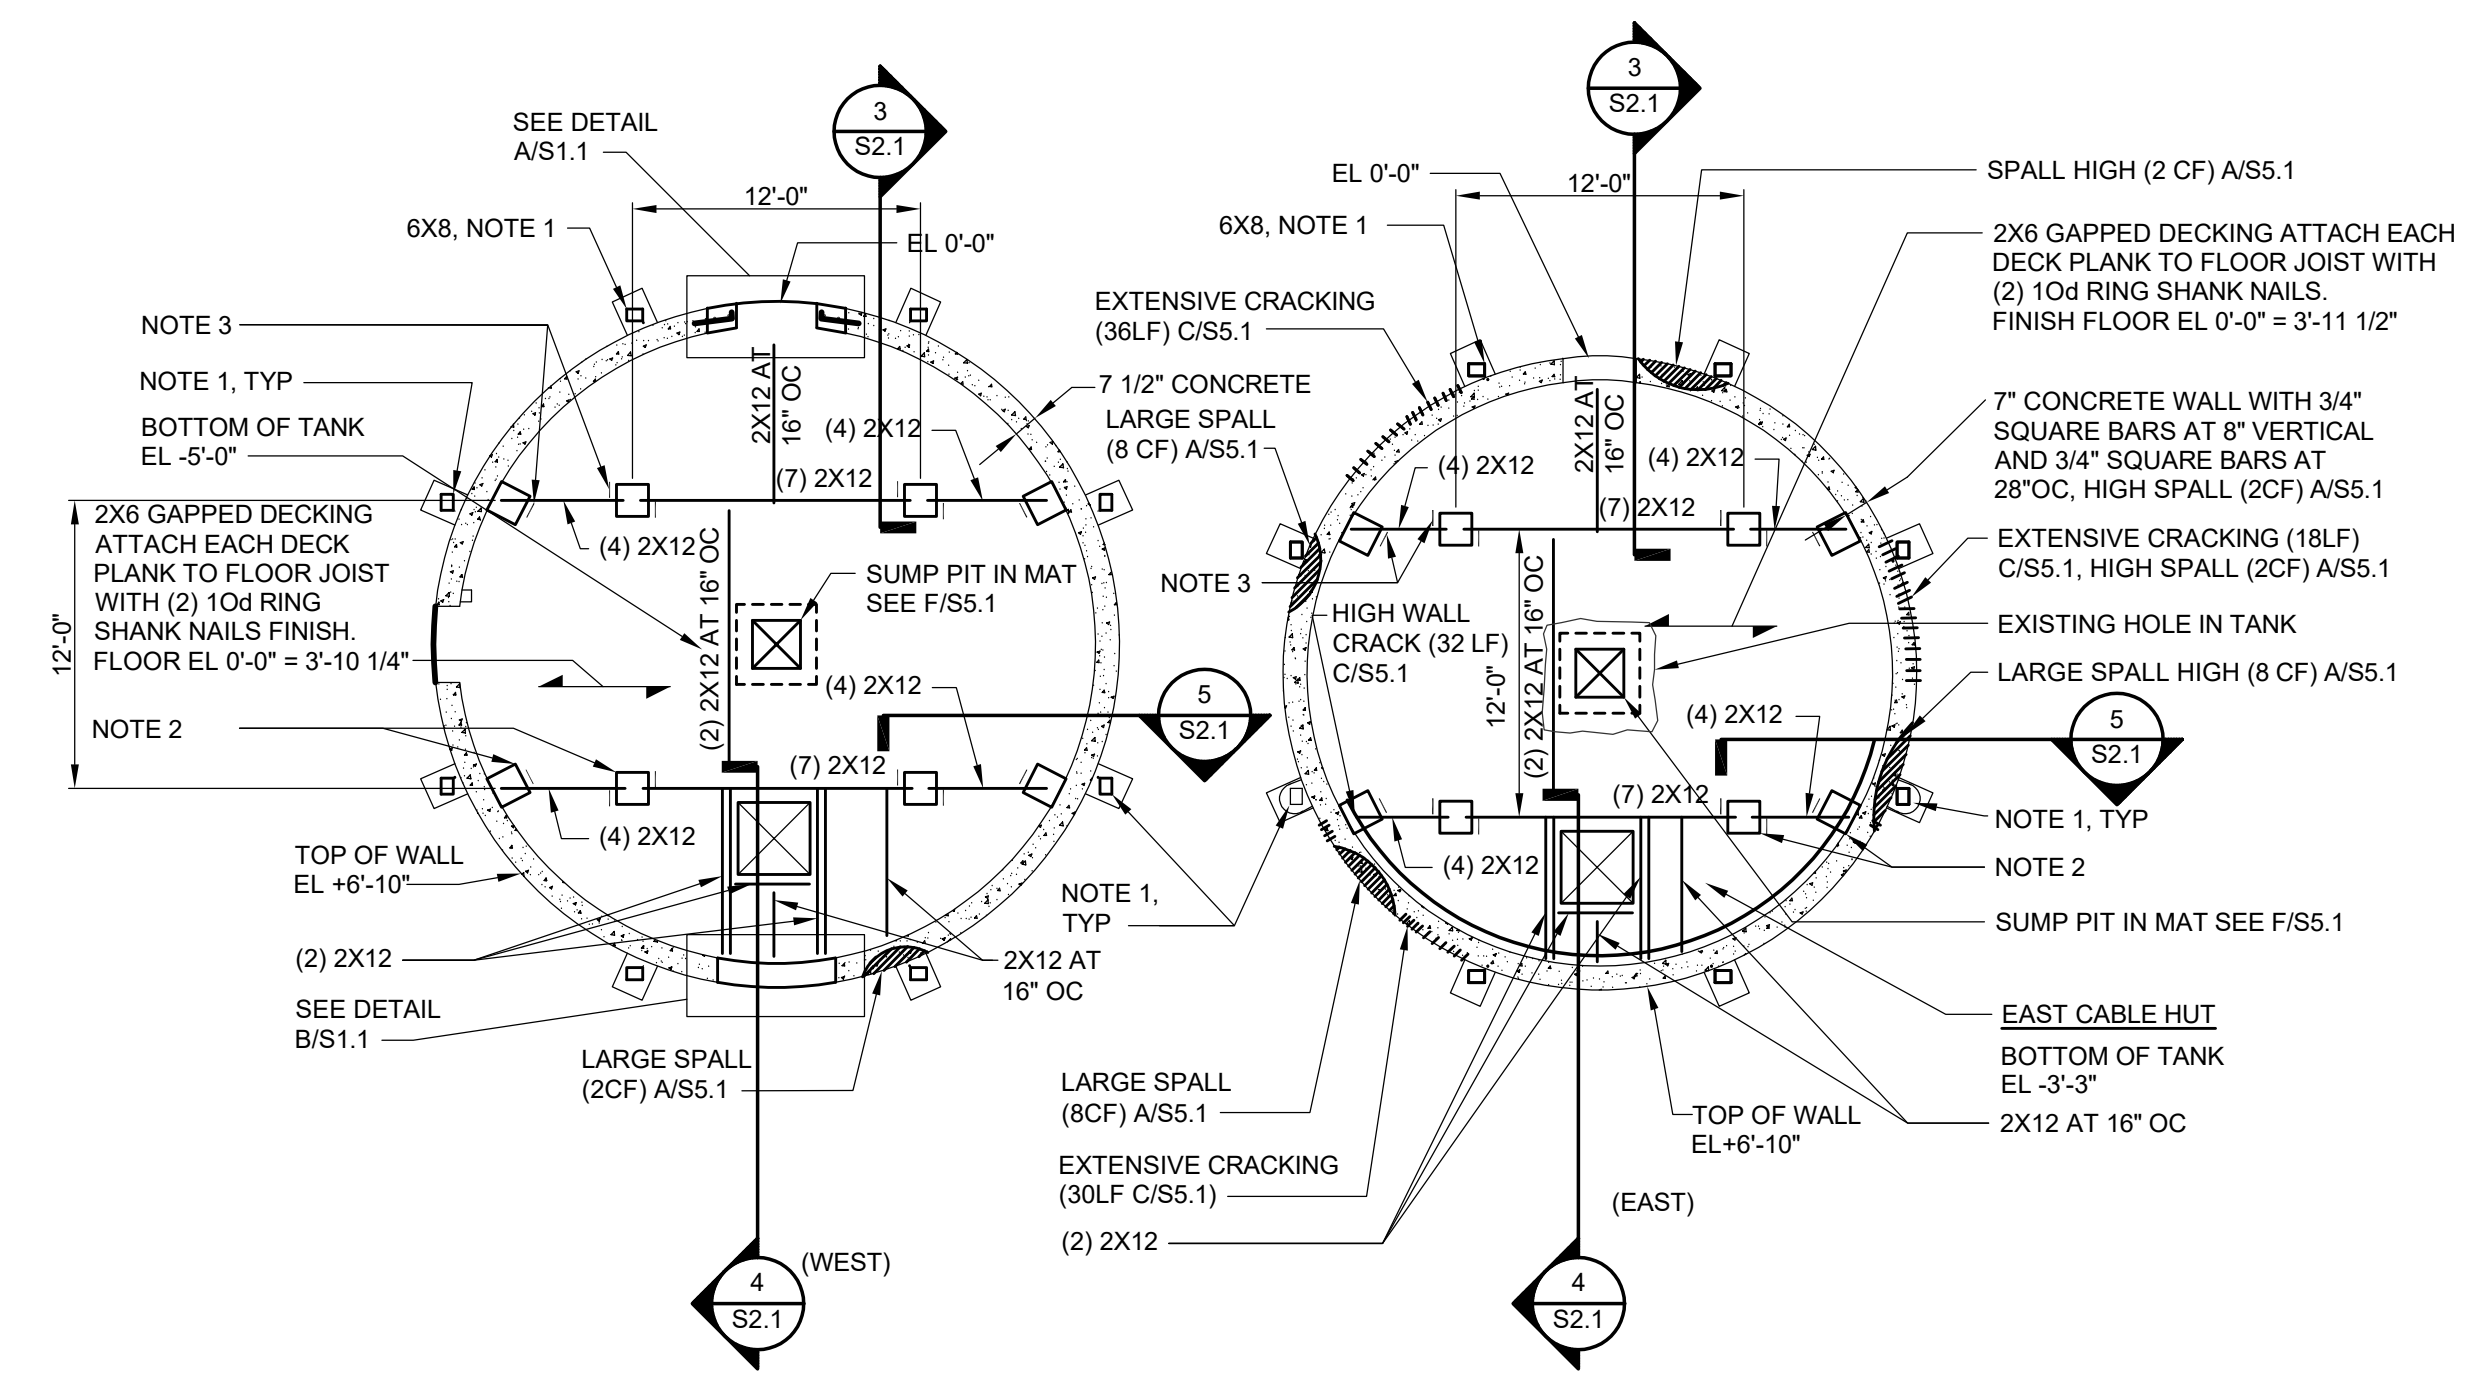 3
S2.1
SEE DETAIL
A/S1.1
12'-0"
6X8, NOTE 1
EL 0'-0"
NOTE 3
NOTE 1, TYP
BOTTOM OF TANK
EL -5'-0"
2X12 AT
16" OC
(4) 2X12
7 1/2" CONCRETE
(7) 2X12
2X6 GAPPED DECKING
ATTACH EACH DECK
PLANK TO FLOOR JOIST
WITH (2) 1Od RING
SHANK NAILS FINISH.
FLOOR EL 0'-0" = 3'-10 1/4"
12'-0"
(4) 2X12
(2) 2X12 AT 16" OC
SUMP PIT IN MAT
SEE F/S5.1
(4) 2X12
5
S2.1
NOTE 2
(7) 2X12
(4) 2X12
TOP OF WALL
EL +6'-10"
NOTE 1,
TYP
(2) 2X12
2X12 AT
16" OC
SEE DETAIL
B/S1.1
LARGE SPALL
(2CF) A/S5.1
(WEST)
4
S2.1
3
S2.1
EL 0'-0"
12'-0"
SPALL HIGH (2 CF) A/S5.1
6X8, NOTE 1
2X6 GAPPED DECKING ATTACH EACH
DECK PLANK TO FLOOR JOIST WITH
(2) 1Od RING SHANK NAILS.
FINISH FLOOR EL 0'-0" = 3'-11 1/2"
EXTENSIVE CRACKING
(36LF) C/S5.1
LARGE SPALL
(8 CF) A/S5.1
2X12 AT
16" OC
(4) 2X12
(4) 2X12
(7) 2X12
7" CONCRETE WALL WITH 3/4"
SQUARE BARS AT 8" VERTICAL
AND 3/4" SQUARE BARS AT
28"OC, HIGH SPALL (2CF) A/S5.1
EXTENSIVE CRACKING (18LF)
C/S5.1, HIGH SPALL (2CF) A/S5.1
NOTE 3
HIGH WALL
CRACK (32 LF)
C/S5.1
12'-0"
(2) 2X12 AT 16" OC
EXISTING HOLE IN TANK
LARGE SPALL HIGH (8 CF) A/S5.1
(4) 2X12
5
S2.1
(7) 2X12
(4) 2X12
NOTE 1, TYP
NOTE 2
SUMP PIT IN MAT SEE F/S5.1
EAST CABLE HUT
BOTTOM OF TANK
EL -3'-3"
2X12 AT 16" OC
LARGE SPALL
(8CF) A/S5.1
TOP OF WALL
EL+6'-10"
EXTENSIVE CRACKING
(30LF C/S5.1)
(2) 2X12
(EAST)
4
S2.1